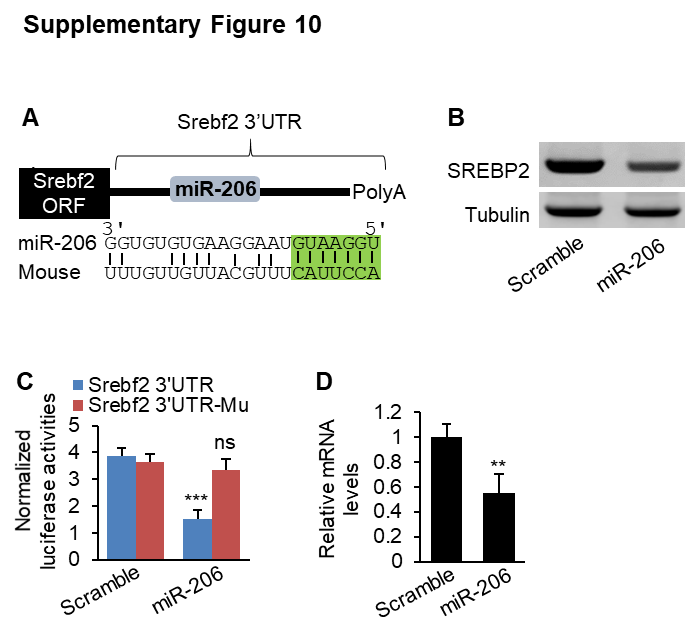 Supplementary Figure 10
A
Srebf2 3’UTR
Srebf2
ORF
miR-206
PolyA
3'
5'
miR-206 GGUGUGUGAAGGAAUGUAAGGU
Mouse UUUGUUGUUACGUUUCAUUCCA
B
SREBP2
Tubulin
Scramble
miR-206
C
Srebf2 3'UTR
Srebf2 3'UTR-Mu
Normalized
luciferase activities
5
4
3
2
1
0
ns
***
Scramble
miR-206
D
Relative mRNA
levels
1.2
1
0.8
0.6
0.4
0.2
0
**
Scramble
miR-206